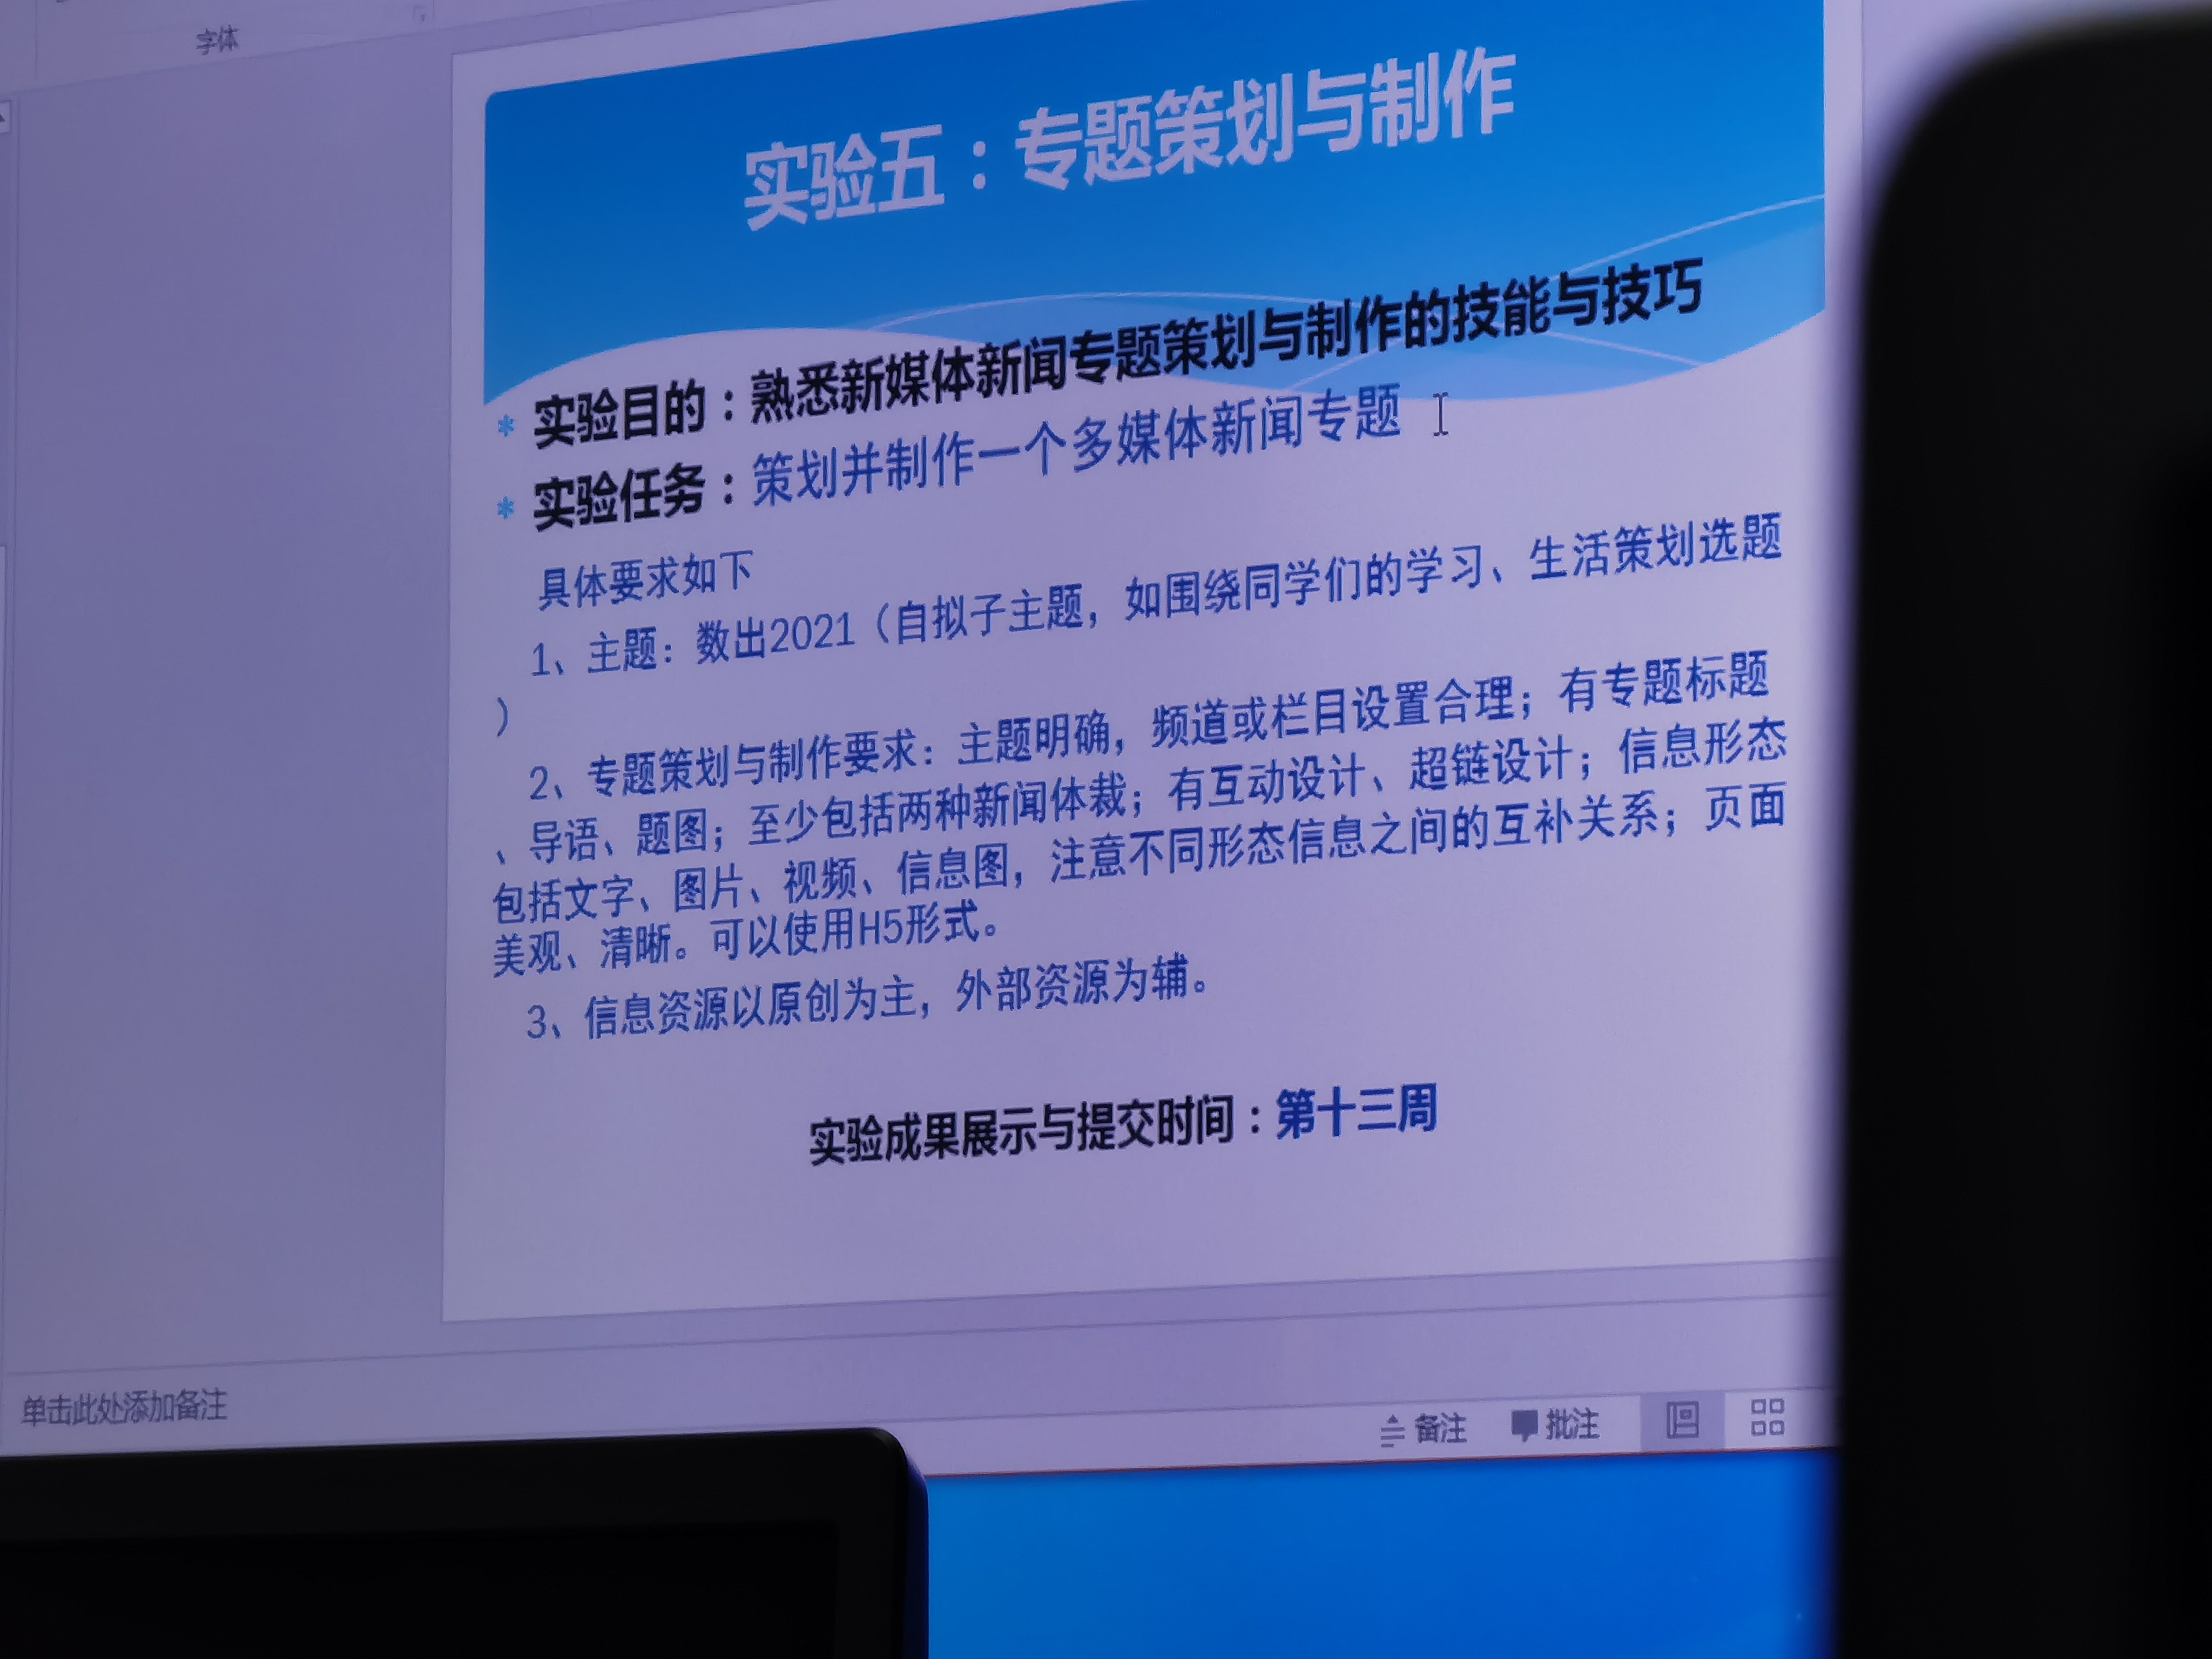 字体
实验五：专题策划与制作
* 实验目的：熟悉新媒体新闻专题策划与制作的技能与技巧
* 实验任务：策划并制作一个多媒体新闻专题
具体要求如下
1、主题：数出2021（自拟子主题，如围绕同学们的学习、生活策划选题
）
2、专题策划与制作要求：主题明确，频道或栏目设置合理；有专题标题
、导语、题图；至少包括两种新闻体裁；有互动设计、超链设计；信息形态
包括文字、图片、视频、信息图，注意不同形态信息之间的互补关系；页面
美观、清晰。可以使用H5形式。
3、信息资源以原创为主，外部资源为辅。
实验成果展示与提交时间：第十三周
单击此处添加备注
备注 批注